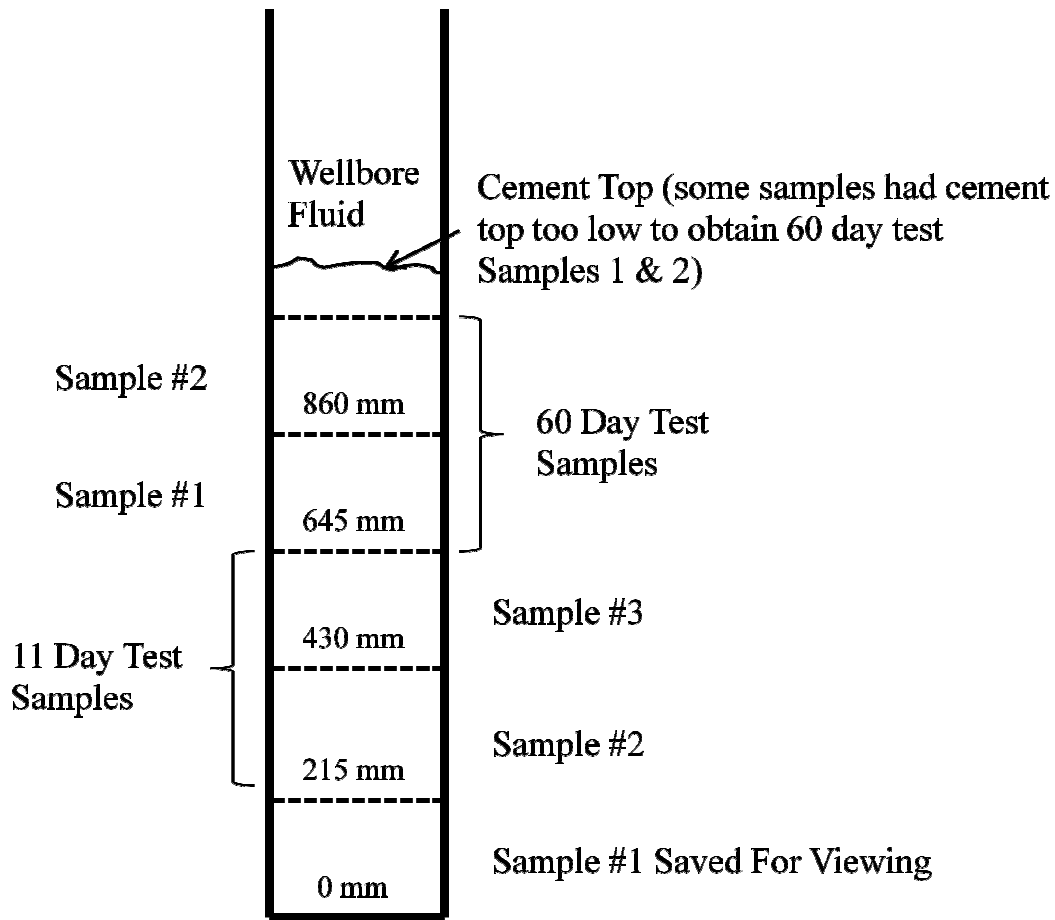 Wellbore
Fluid
Cement Top (some samples had cement
top too low to obtain 60 day test
Samples 1 & 2)
Sample #2
860 mm
60 Day Test
Samples
Sample #1
645 mm
Sample #3
430 mm
11 Day Test
Samples
Sample #2
215 mm
Sample #1 Saved For Viewing
0 mm